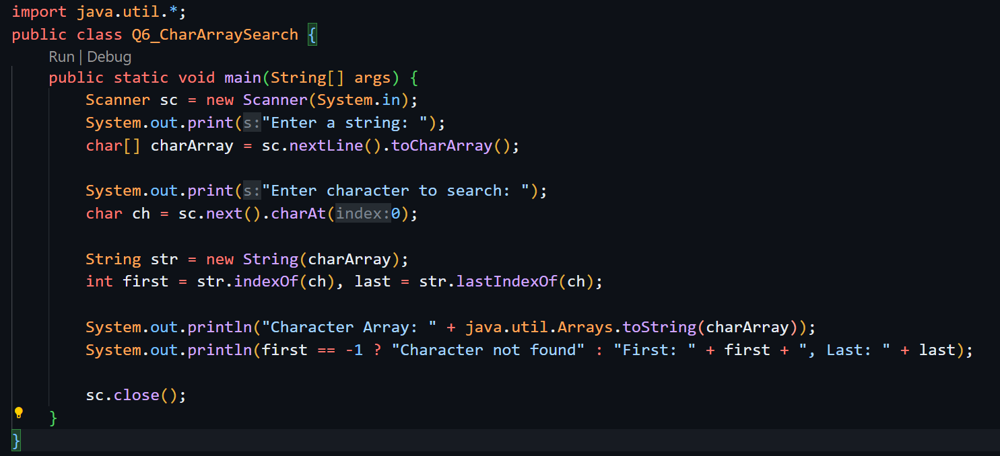 import java.util.*;
public class Q6_CharArraySearch {
Run | Debug
public static void main(String[] args) {
Scanner sc = new Scanner(System.in);
System.out.print(s:"Enter a string: ");
char[] charArray = sc.nextLine().toCharArray();
System.out.print(s:"Enter character to search: ");
char ch = sc.next().charAt(index:0);
String str = new String(charArray);
int first = str.indexOf(ch), last = str.lastIndexOf(ch);
System.out.println("Character Array: " + java.util.Arrays.toString(charArray));
System.out.println(first == -1 ? "Character not found" : "First: " + first + ", Last: " + last);
sc.close();
}
}